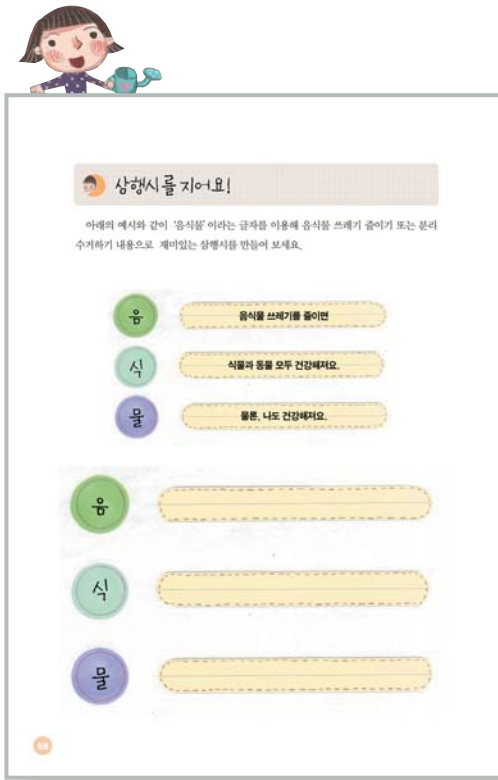 삼행시를 지어요!
아래의 예시와 같이 '음식물' 이라는 글자를 이용해 음식물 쓰레기 줄이기 또는 분리
수거하기 내용으로 재미있는 삼행시를 만들어 보세요.
음 음식물 쓰레기를 줄이면
식 식물과 동물 모두 건강해져요.
물 물론, 나도 건강해져요.
음
식
물